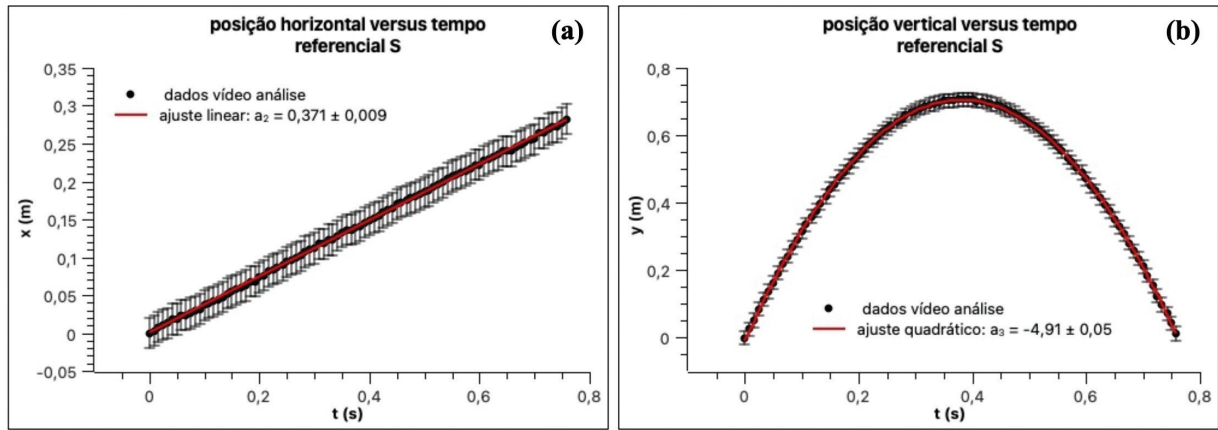 posição horizontal versus tempo
referencial S
(a)
0,35
0,3
0,25
0,2
0,15
0,1
0,05
0
-0,05
x (m)
dados vídeo análise
ajuste linear: a₂ = 0,371 ± 0,009
0
0,2
0,4
0,6
0,8
t (s)
posição vertical versus tempo
referencial S
(b)
0,8
0,6
0,4
0,2
0
y (m)
dados vídeo análise
ajuste quadrático: a₃ = -4,91 ± 0,05
0
0,2
0,4
0,6
0,8
t (s)